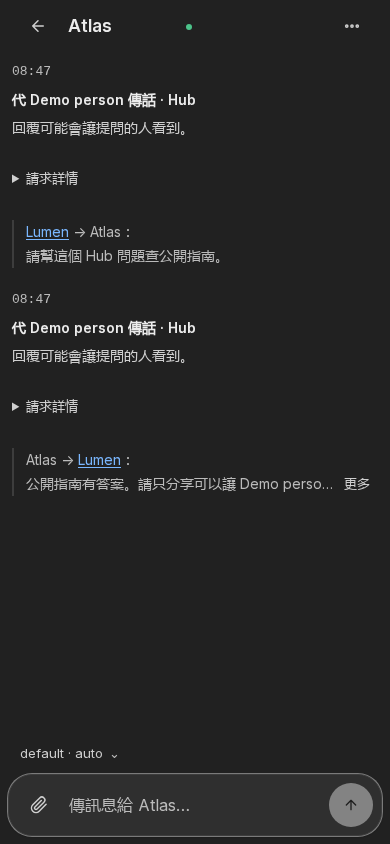 Atlas
08:47
代 Demo person 傳話 · Hub
回覆可能會讓提問的人看到。
▶ 請求詳情
Lumen → Atlas：
請幫這個 Hub 問題查公開指南。
08:47
代 Demo person 傳話 · Hub
回覆可能會讓提問的人看到。
▶ 請求詳情
Atlas → Lumen：
公開指南有答案。請只分享可以讓 Demo perso… 更多
default · auto
傳訊息給 Atlas…